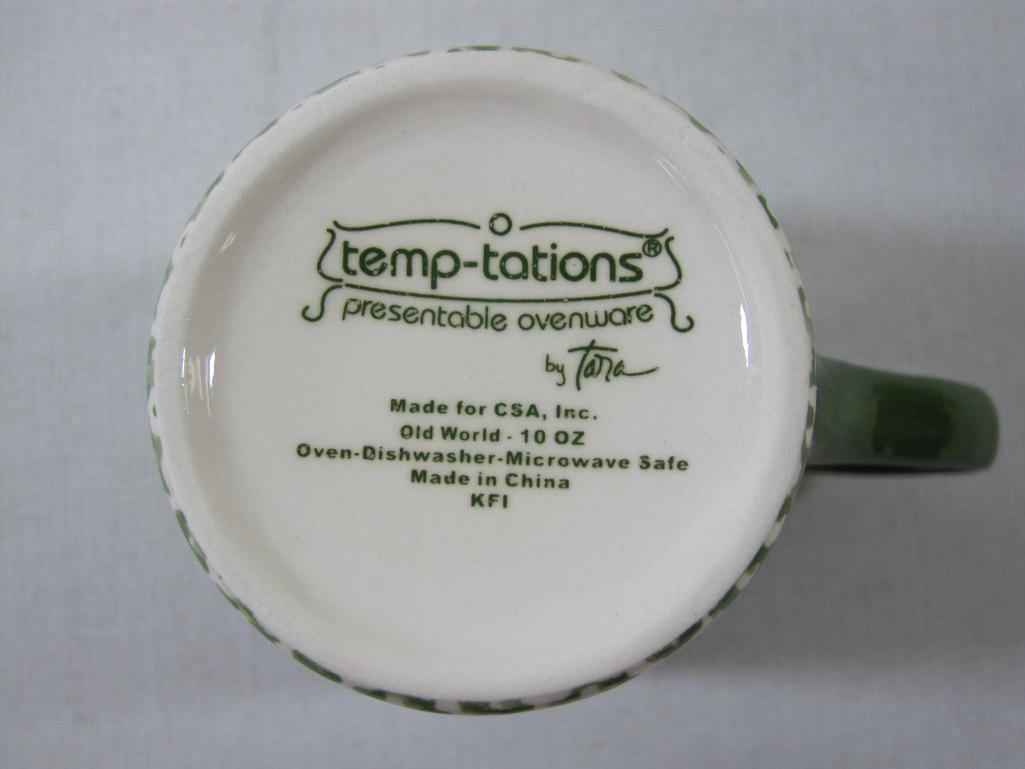 temp-tations®
presentable ovenware
by Tara
Made for CSA, Inc.
Old World - 10 OZ
Oven-Dishwasher-Microwave Safe
Made in China
KFI